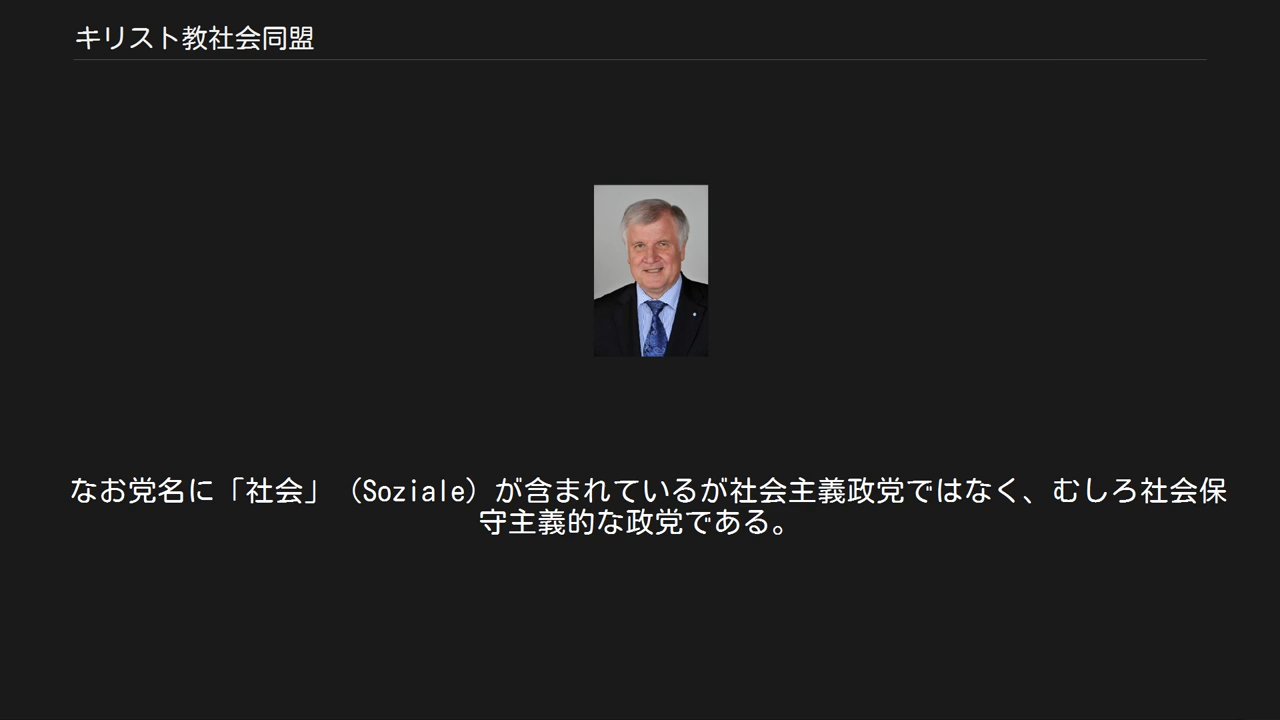 キリスト教社会同盟
なお党名に「社会」（Soziale）が含まれているが社会主義政党ではなく、むしろ社会保
守主義的な政党である。